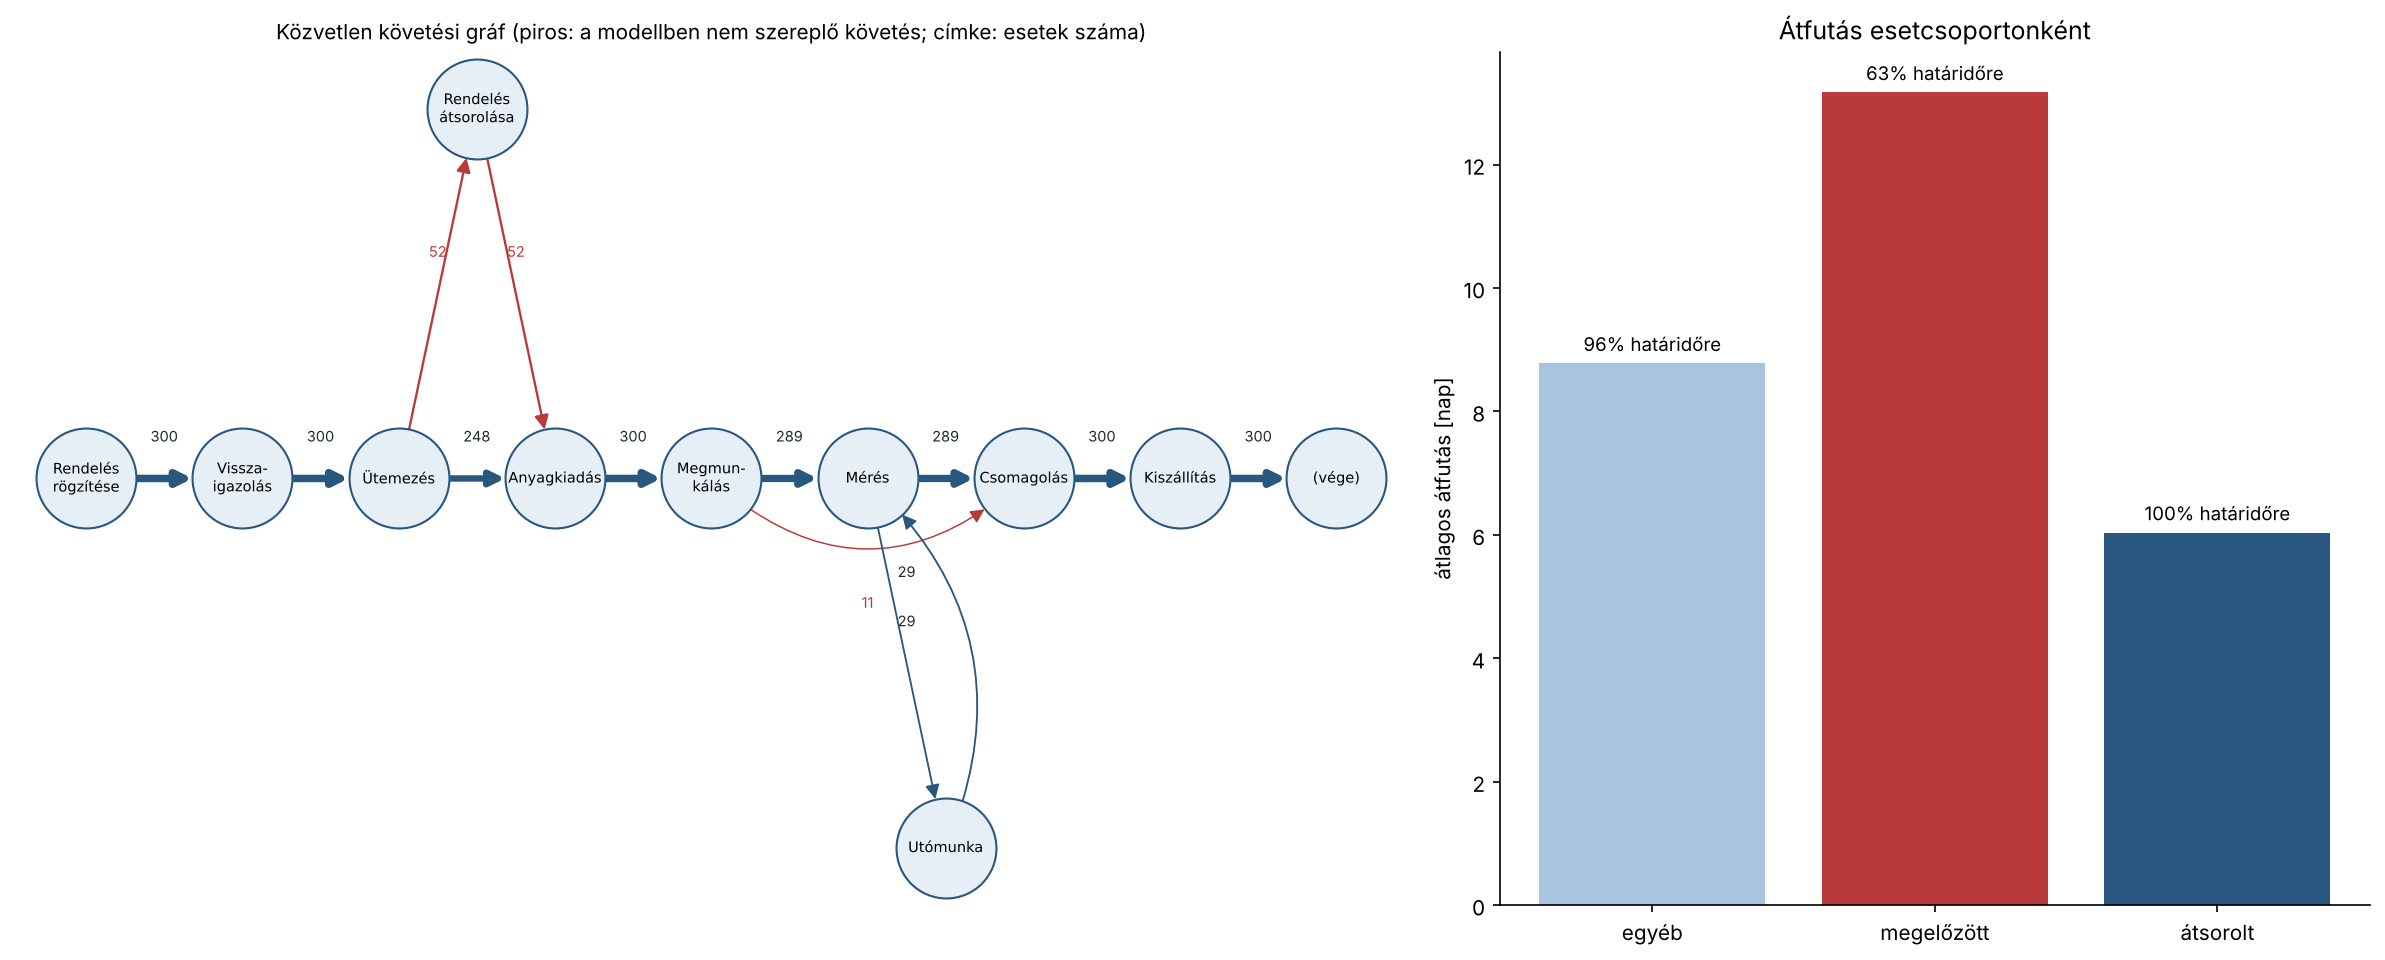 Közvetlen követési gráf (piros: a modellben nem szereplő követés; címke: esetek száma)
Rendelés
átsorolása
52
52
300
300
248
300
289
289
300
300
Rendelés
rögzítése
Vissza-
igazolás
Ütemezés
Anyagkiadás
Megmun-
kálás
Mérés
Csomagolás
Kiszállítás
(vége)
29
11
29
Utómunka
Átfutás esetcsoportonként
átlagos átfutás [nap]
12
10
8
6
4
2
0
96% határidőre
63% határidőre
100% határidőre
egyéb
megelőzött
átsorolt